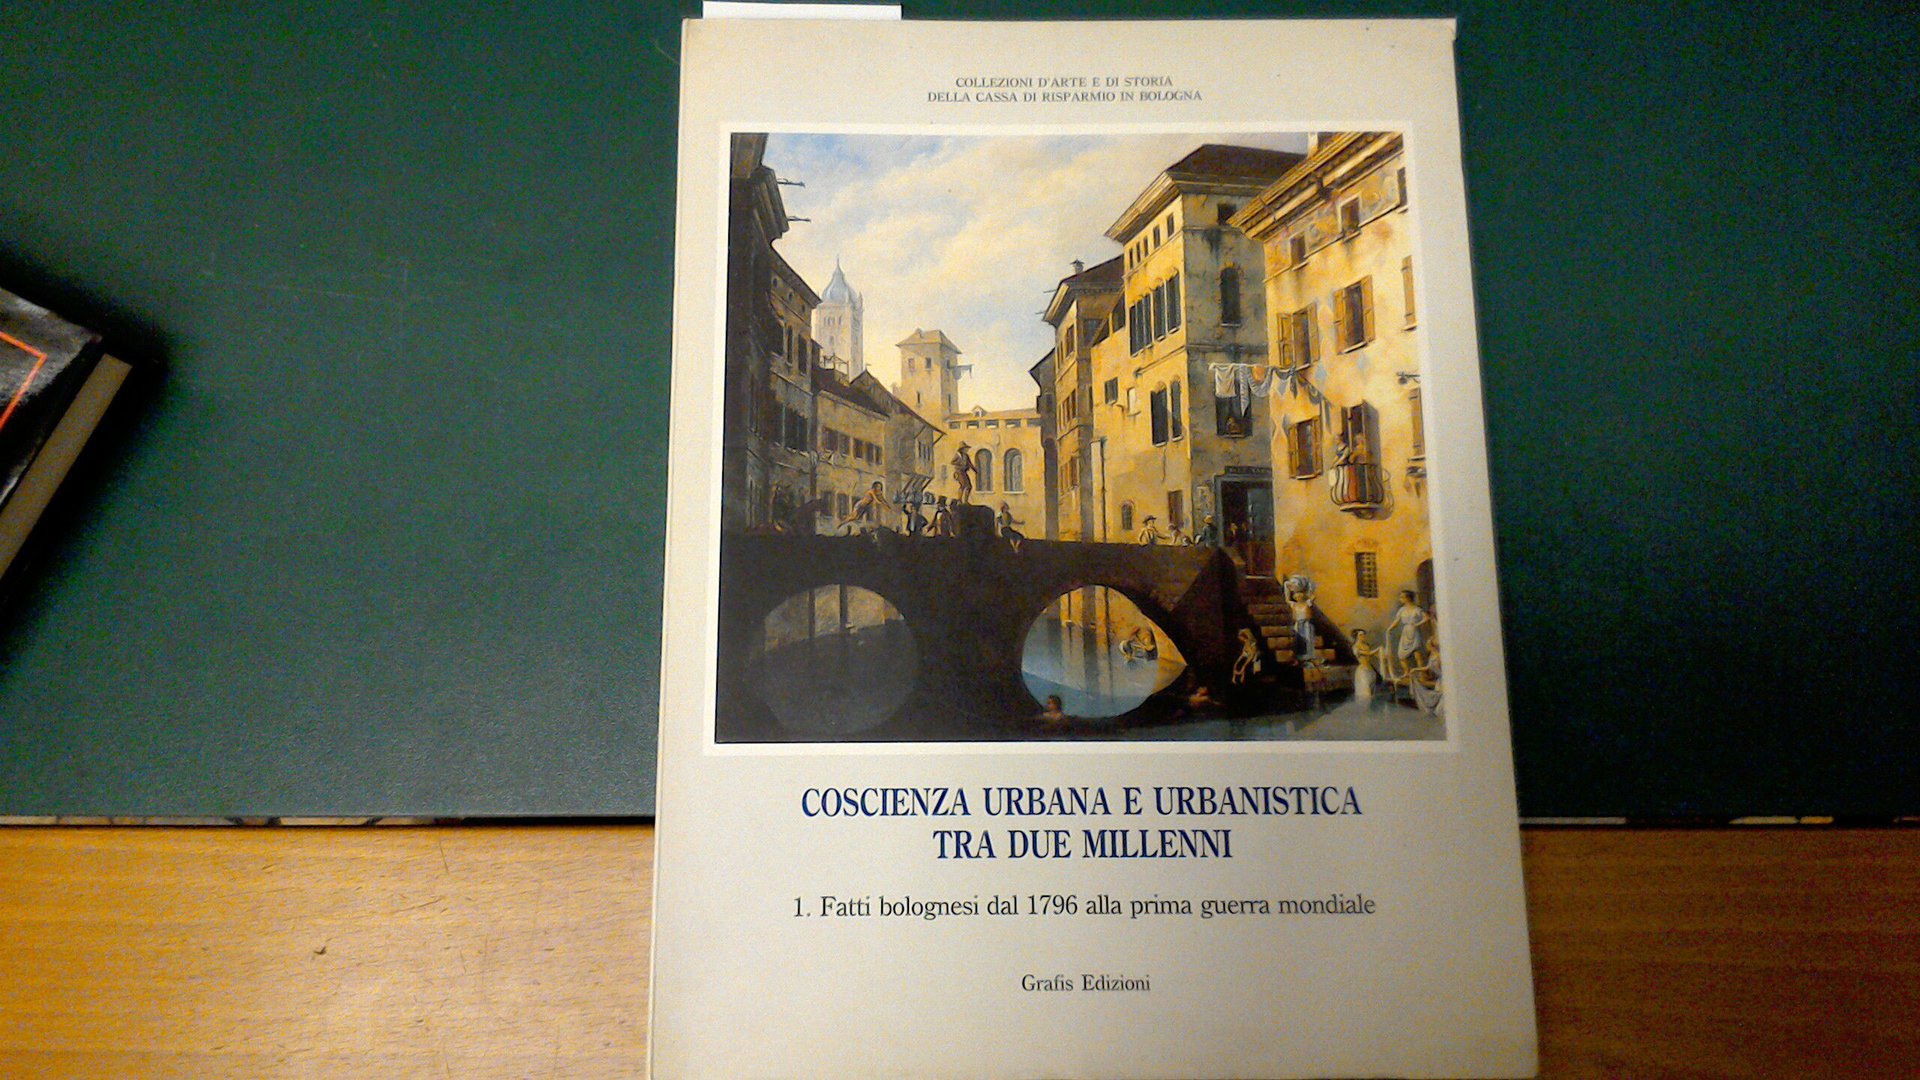 COLLEZIONI D'ARTE E DI STORIA
DELLA CASSA DI RISPARMIO IN BOLOGNA
COSCIENZA URBANA E URBANISTICA
TRA DUE MILLENNI
1. Fatti bolognesi dal 1796 alla prima guerra mondiale
Grafis Edizioni